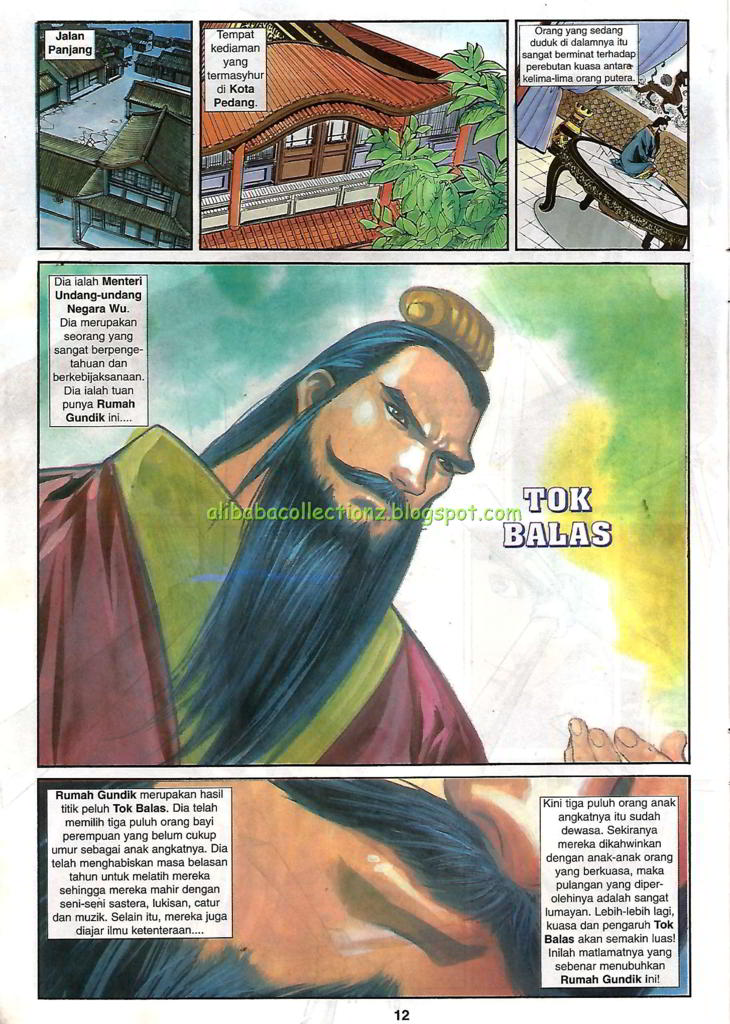 Jalan
Panjang
Tempat
kediaman
yang
termasyhur
di Kota
Pedang.
Orang yang sedang
duduk di dalamnya itu
sangat berminat terhadap
perebutan kuasa antara
kelima-lima orang putera.
Dia ialah Menteri
Undang-undang
Negara Wu.
Dia merupakan
seorang yang
sangat berpenge-
tahuan dan
berkebijaksanaan.
Dia ialah tuan
punya Rumah
Gundik ini....
TOK
BALAS
alibabacollectionz.blogspot.com
Rumah Gundik merupakan hasil
titik peluh Tok Balas. Dia telah
memilih tiga puluh orang bayi
perempuan yang belum cukup
umur sebagai anak angkatnya. Dia
telah menghabiskan masa belasan
tahun untuk melatih mereka
sehingga mereka mahir dengan
seni-seni sastera, lukisan, catur
dan muzik. Selain itu, mereka juga
diajar ilmu ketenteraan....
Kini tiga puluh orang anak
angkatnya itu sudah
dewasa. Sekiranya
mereka dikahwinkan
dengan anak-anak orang
yang berkuasa, maka
pulangan yang diper-
olehinya adalah sangat
lumayan. Lebih-lebih lagi,
kuasa dan pengaruh Tok
Balas akan semakin luas!
Inilah matlamatnya yang
sebenar menubuhkan
Rumah Gundik ini!
12